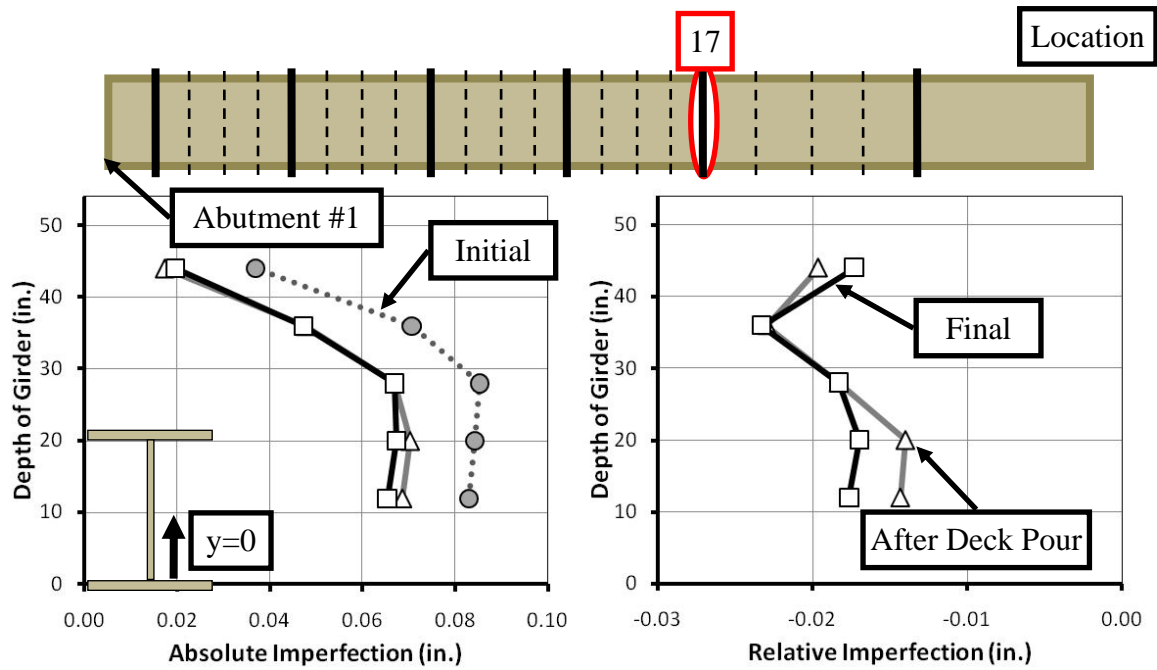 17
Location
Abutment #1
Initial
y=0
50
40
30
20
10
0
Depth of Girder (in.)
0.00 0.02 0.04 0.06 0.08 0.10
Absolute Imperfection (in.)
Final
After Deck Pour
50
40
30
20
10
0
Depth of Girder (in.)
-0.03 -0.02 -0.01 0.00
Relative Imperfection (in.)